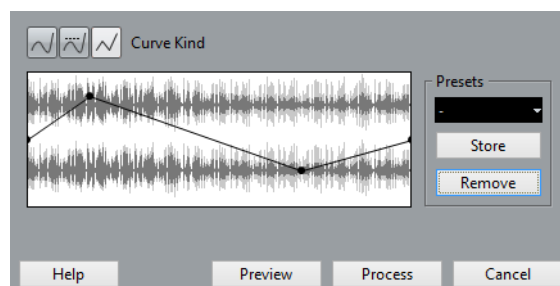 Curve Kind
Presets
-
Store
Remove
Help
Preview
Process
Cancel